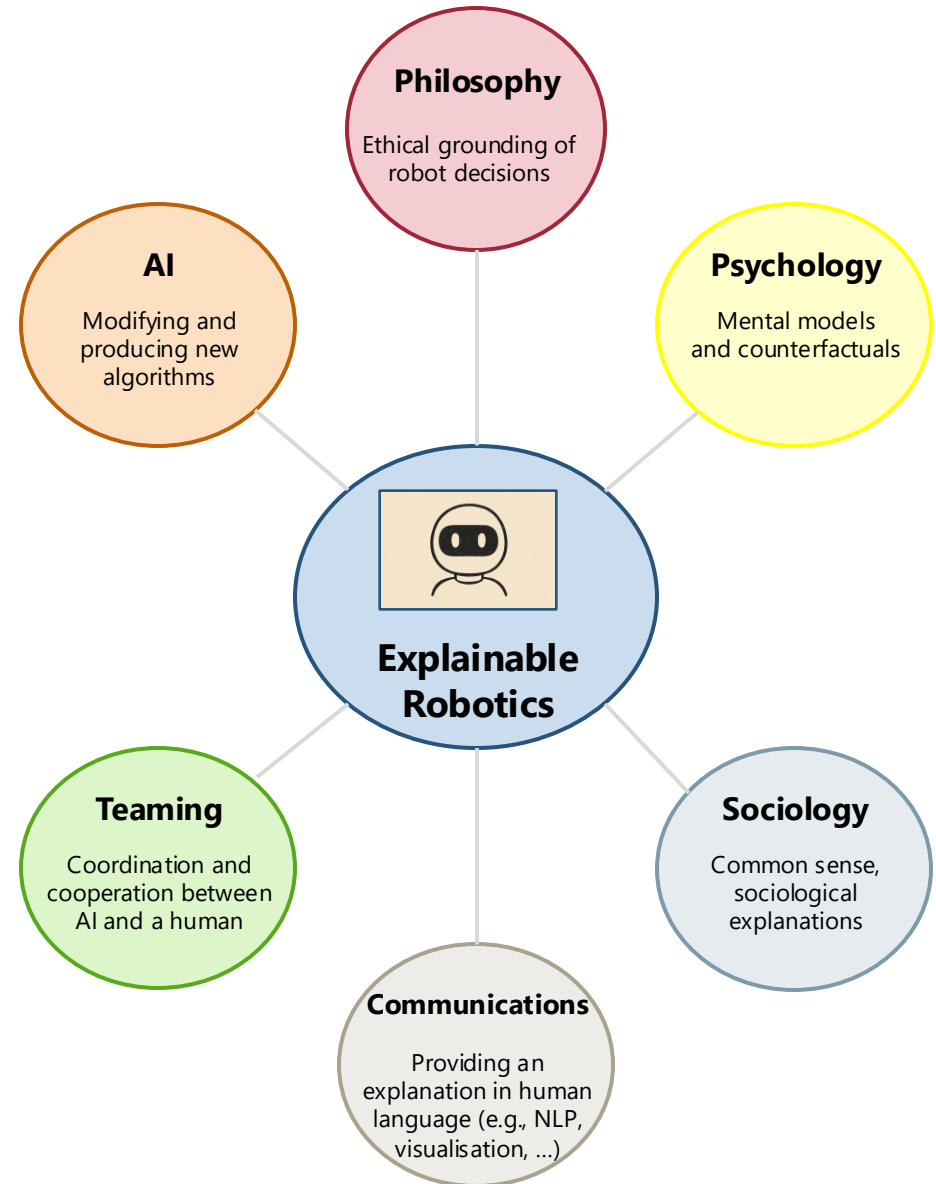 Philosophy
Ethical grounding of
robot decisions
AI
Modifying and
producing new
algorithms
Psychology
Mental models
and counterfactuals
Explainable
Robotics
Teaming
Coordination and
cooperation between
AI and a human
Sociology
Common sense,
sociological
explanations
Communications
Providing an
explanation in human
language (e.g., NLP,
visualisation, ...)